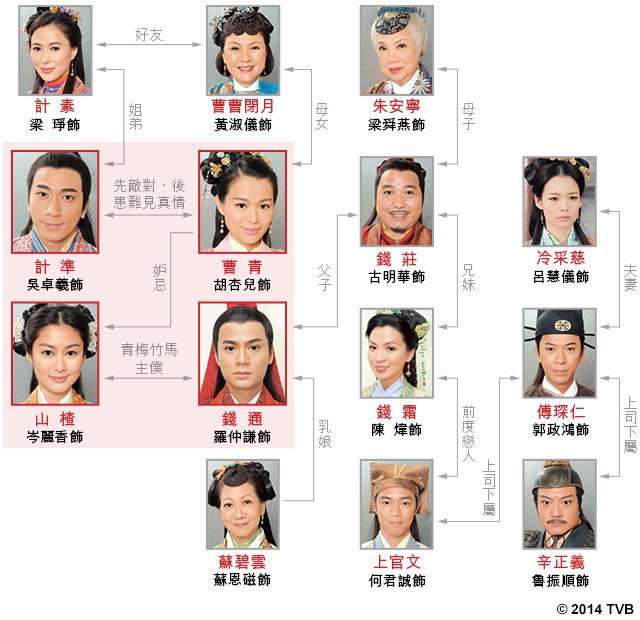 好友
計 素
梁 琤飾
曹曹閉月
黃淑儀飾
朱安寧
梁舜燕飾
姐弟
母女
母子
先敵對，後
患難見真情
計 準
吳卓羲飾
曹 青
胡杏兒飾
錢 莊
古明華飾
冷采慈
呂慧儀飾
妒忌
父子
兄妹
夫妻
青梅竹馬
主僕
山 楂
岑麗香飾
錢 通
羅仲謙飾
錢 霜
陳 煒飾
傅琛仁
郭政鴻飾
乳娘
前度戀人
上司下屬
上司下屬
蘇碧雲
蘇恩磁飾
上官文
何君誠飾
辛正義
魯振順飾
© 2014 TVB